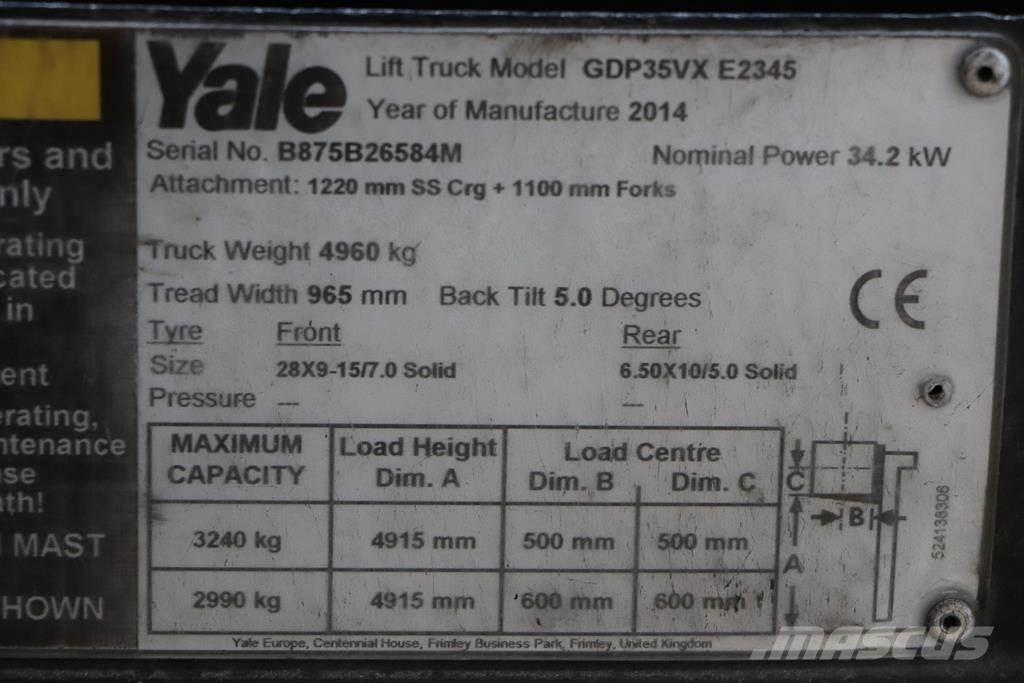 Yale
Lift Truck Model GDP35VX E2345
Year of Manufacture 2014
Serial No. B875B26584M Nominal Power 34.2 kW
Attachment: 1220 mm SS Crg + 1100 mm Forks
Truck Weight 4960 kg
Tread Width 965 mm Back Tilt 5.0 Degrees
CE
Tyre Front Rear
Size 28X9-15/7.0 Solid 6.50X10/5.0 Solid
Pressure --- ---
MAXIMUM CAPACITY Load Height Dim. A Load Centre Dim. B Dim. C
3240 kg 4915 mm 500 mm 500 mm
2990 kg 4915 mm 600 mm 600 mm
C
B
A
524138306
Yale Europe, Centennial House, Frimley Business Park, Frimley, United Kingdom
rs and
nly
rating
cated
in
ent
erating,
ntenance
use
ath!
MAST
HOWN
MASCUS